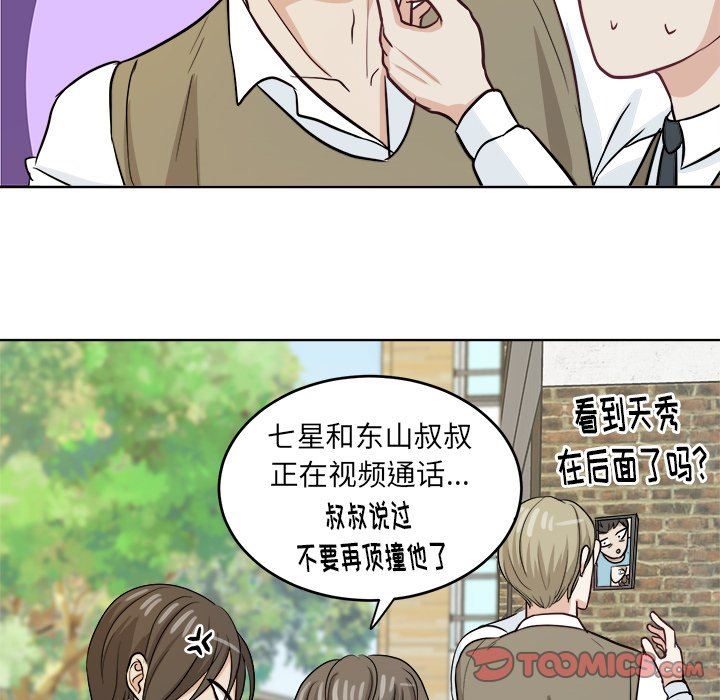 看到天秀
在后面了吗?
七星和东山叔叔
正在视频通话...
叔叔说过
不要再顶撞他了
TOOMICS.COM